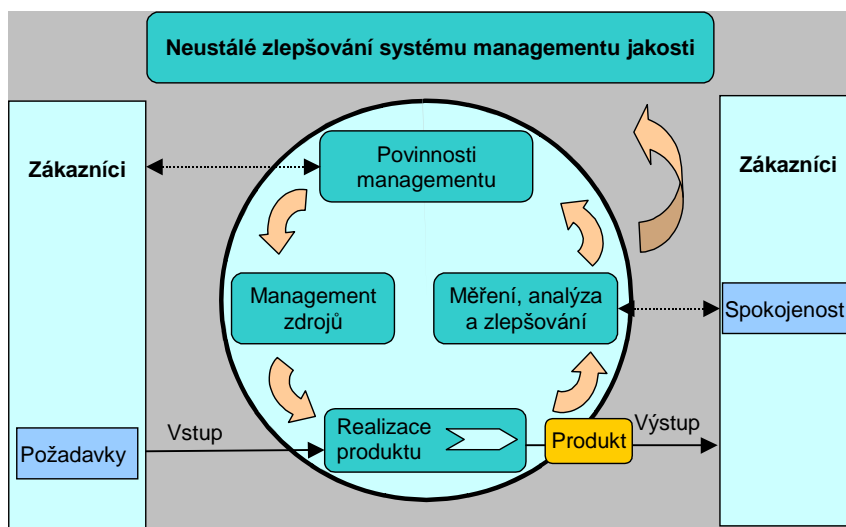 Neustálé zlepšování systému managementu jakosti
Zákazníci
Povinnosti
managementu
Zákazníci
Management
zdrojů
Měření, analýza
a zlepšování
Spokojenost
Požadavky
Vstup
Realizace
produktu
Produkt
Výstup